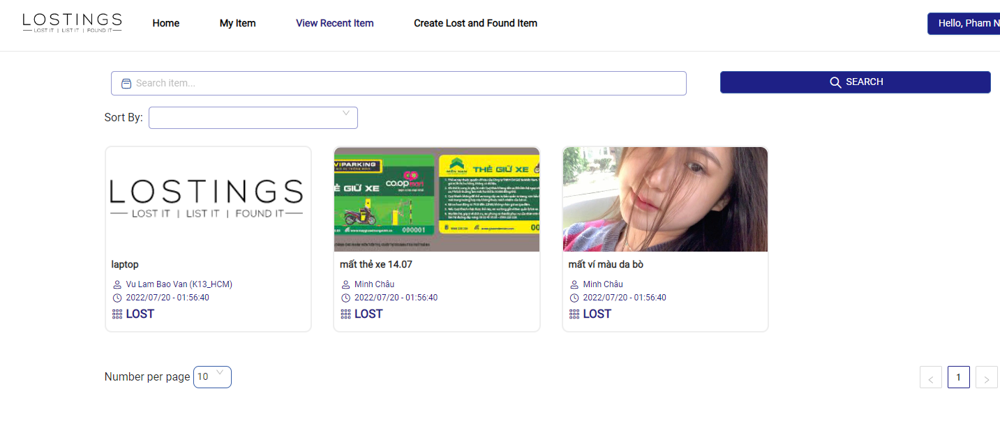 LOSTINGS
LOST IT | LIST IT | FOUND IT
Home
My Item
View Recent Item
Create Lost and Found Item
Hello, Pham N
Search item...
SEARCH
Sort By:
LOSTINGS
LOST IT | LIST IT | FOUND IT
VIPARKING
Ẻ GIỮ XE
co.opmart
000001
MIỀN NAM
THẺ GIỮ XE
00
laptop
Vu Lam Bao Van (K13_HCM)
2022/07/20 - 01:56:40
LOST
mất thẻ xe 14.07
Minh Châu
2022/07/20 - 01:56:40
LOST
mất ví màu da bò
Minh Châu
2022/07/20 - 01:56:40
LOST
Number per page 10
< 1 >